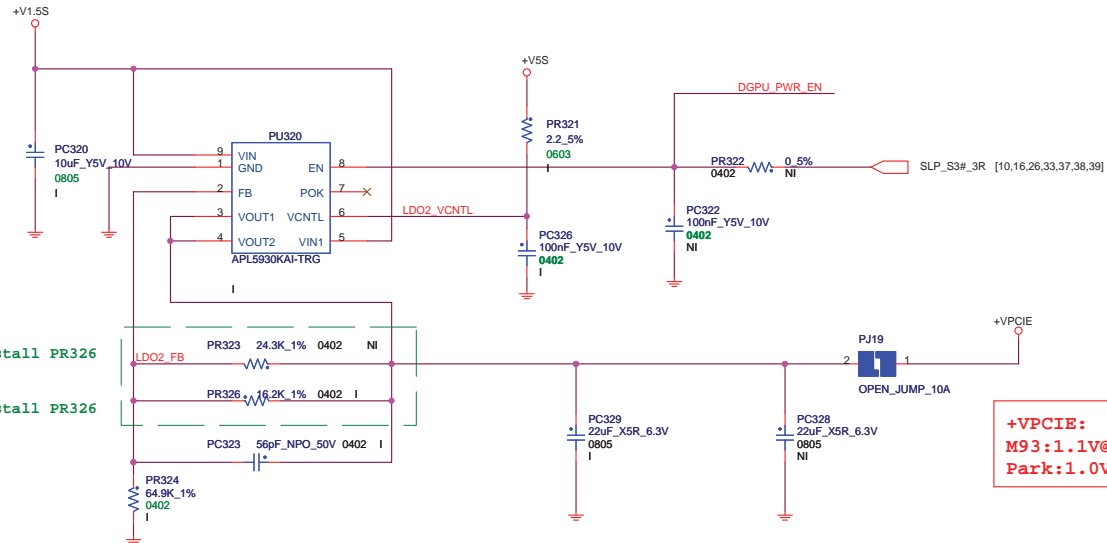 +V1.5S
PC320
10uF_Y5V_10V
0805
I
PU320
9 VIN
1 GND
2 FB
3 VOUT1
4 VOUT2
EN 8
POK 7
VCNTL 6
VIN1 5
APL5930KAI-TRG
I
LDO2_VCNTL
+V5S
PR321
2.2_5%
0603
I
PC326
100nF_Y5V_10V
0402
I
DGPU_PWR_EN
PR322 0_5%
0402 NI
SLP_S3#_3R [10,16,26,33,37,38,39]
PC322
100nF_Y5V_10V
0402
NI
stall PR326
stall PR326
LDO2_FB
PR323 24.3K_1% 0402 NI
PR326 16.2K_1% 0402 I
PC323 56pF_NPO_50V 0402 I
PR324
64.9K_1%
0402
I
PC329
22uF_X5R_6.3V
0805
I
PC328
22uF_X5R_6.3V
0805
NI
PJ19
2 1
OPEN_JUMP_10A
+VPCIE
+VPCIE:
M93:1.1V@
Park:1.0V